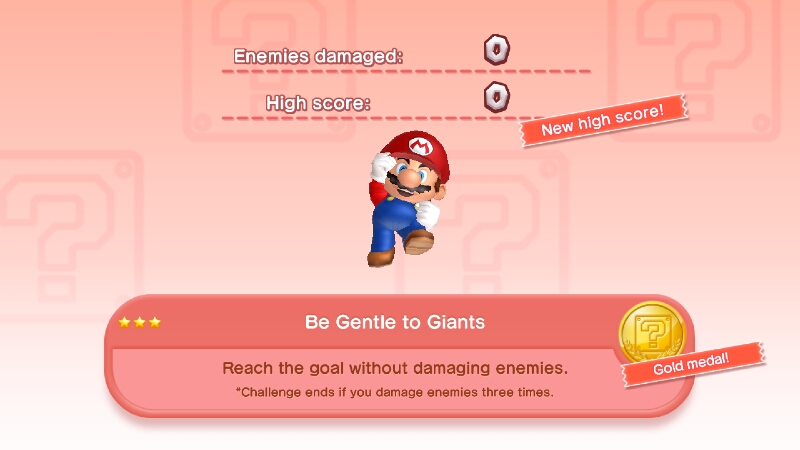 Enemies damaged: 0
High score: 0
New high score!
M
Be Gentle to Giants
Reach the goal without damaging enemies.
Gold medal!
*Challenge ends if you damage enemies three times.